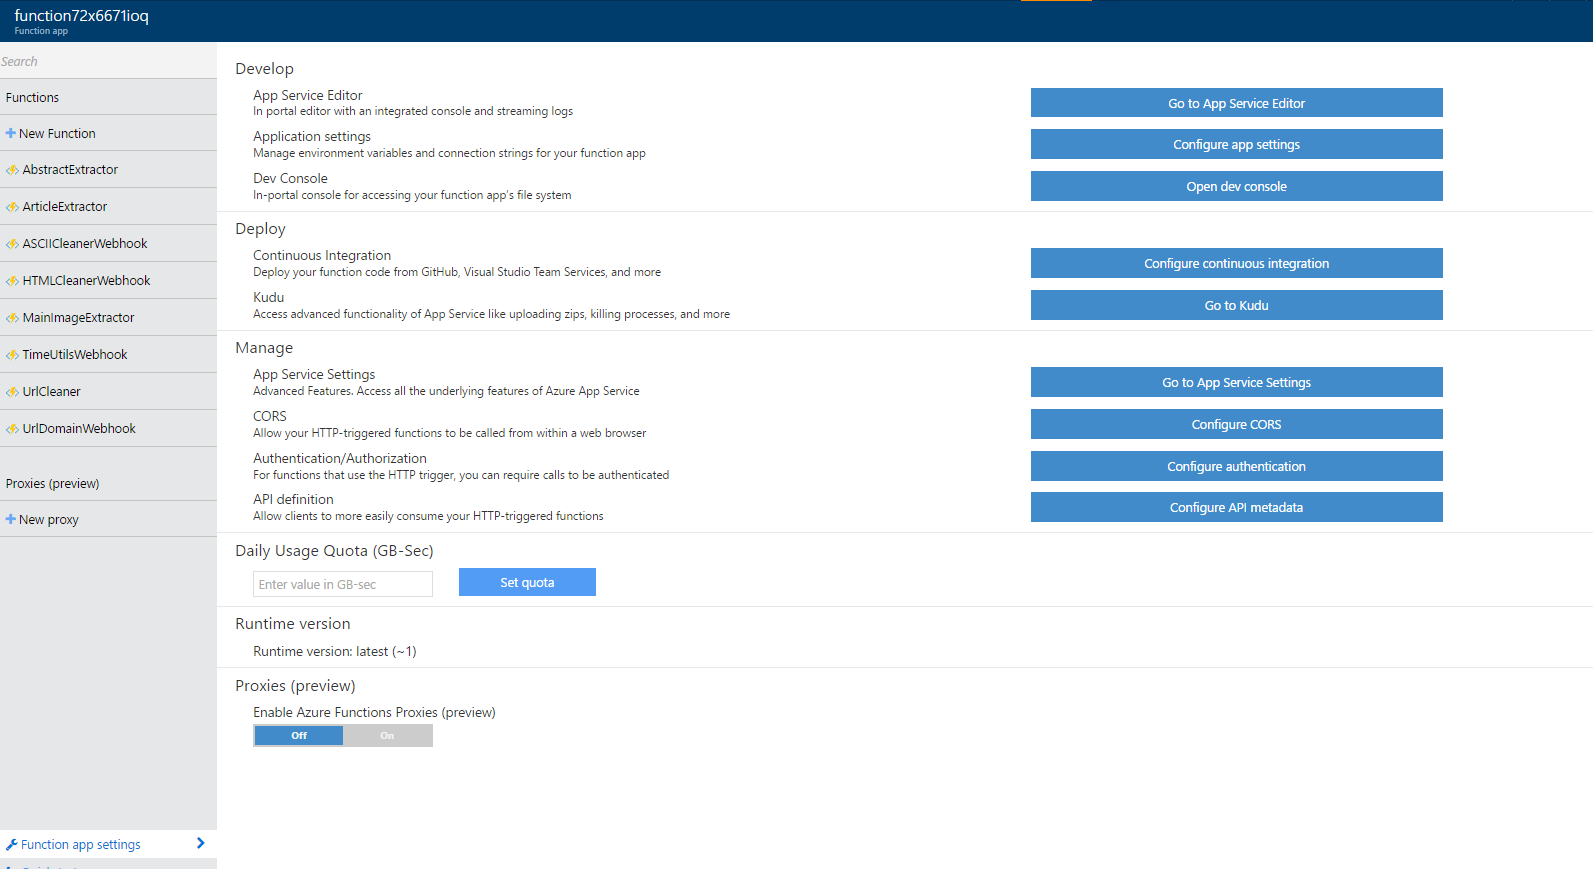 function72x6671ioq
Function app
Search
Functions
New Function
AbstractExtractor
ArticleExtractor
ASCIICleanerWebhook
HTMLCleanerWebhook
MainImageExtractor
TimeUtilsWebhook
UrlCleaner
UrlDomainWebhook
Proxies (preview)
New proxy
Function app settings
Develop
App Service Editor
In portal editor with an integrated console and streaming logs
Go to App Service Editor
Application settings
Manage environment variables and connection strings for your function app
Configure app settings
Dev Console
In-portal console for accessing your function app's file system
Open dev console
Deploy
Continuous Integration
Deploy your function code from GitHub, Visual Studio Team Services, and more
Configure continuous integration
Kudu
Access advanced functionality of App Service like uploading zips, killing processes, and more
Go to Kudu
Manage
App Service Settings
Advanced Features. Access all the underlying features of Azure App Service
Go to App Service Settings
CORS
Allow your HTTP-triggered functions to be called from within a web browser
Configure CORS
Authentication/Authorization
For functions that use the HTTP trigger, you can require calls to be authenticated
Configure authentication
API definition
Allow clients to more easily consume your HTTP-triggered functions
Configure API metadata
Daily Usage Quota (GB-Sec)
Enter value in GB-sec
Set quota
Runtime version
Runtime version: latest (~1)
Proxies (preview)
Enable Azure Functions Proxies (preview)
Off
On